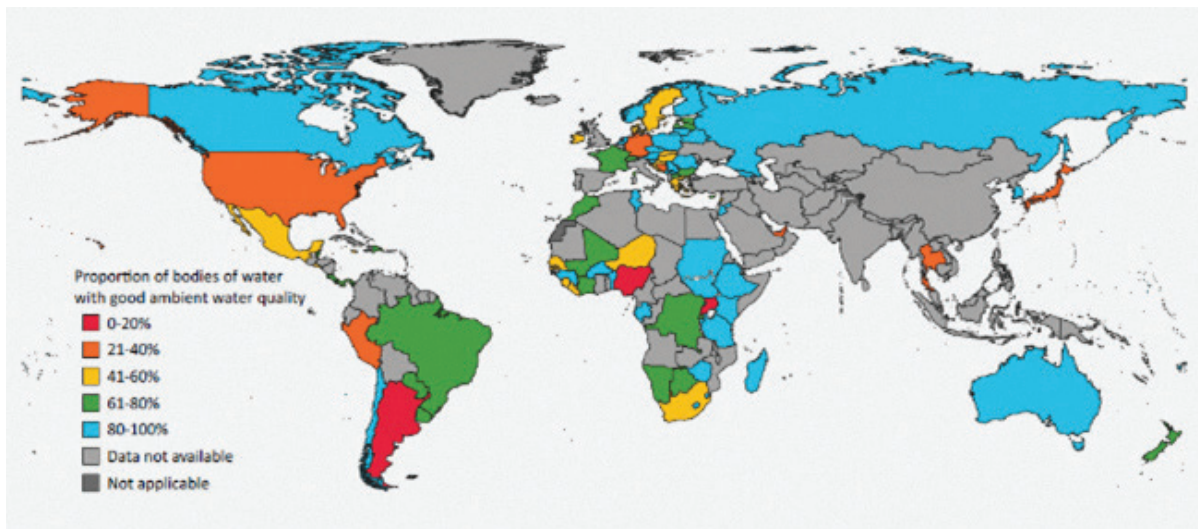 Proportion of bodies of water
with good ambient water quality
0-20%
21-40%
41-60%
61-80%
80-100%
Data not available
Not applicable